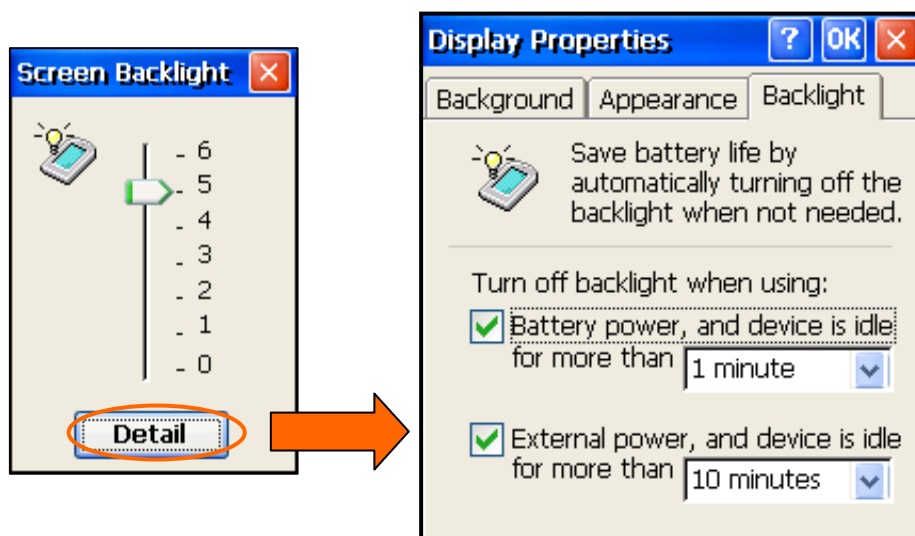 Screen Backlight
6
5
4
3
2
1
0
Detail
Display Properties ? OK
Background Appearance Backlight
Save battery life by
automatically turning off the
backlight when not needed.
Turn off backlight when using:
Battery power, and device is idle
for more than 1 minute
External power, and device is idle
for more than 10 minutes